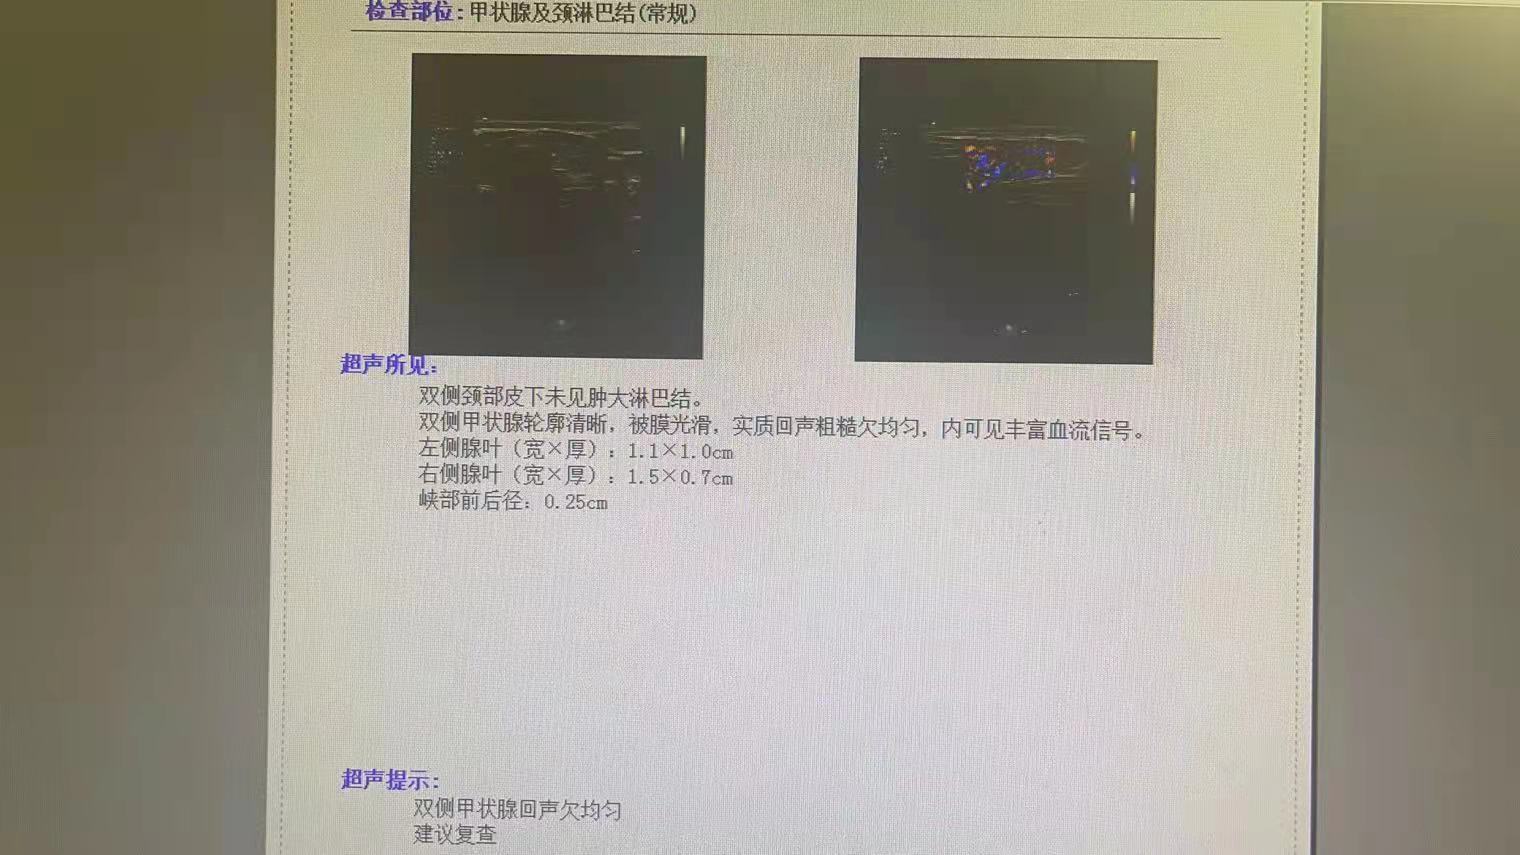 检查部位:甲状腺及颈淋巴结(常规)
超声所见:
双侧颈部皮下未见肿大淋巴结。
双侧甲状腺轮廓清晰，被膜光滑，实质回声粗糙欠均匀，内可见丰富血流信号。
左侧腺叶（宽×厚）：1.1×1.0cm
右侧腺叶（宽×厚）：1.5×0.7cm
峡部前后径：0.25cm
超声提示:
双侧甲状腺回声欠均匀
建议复查